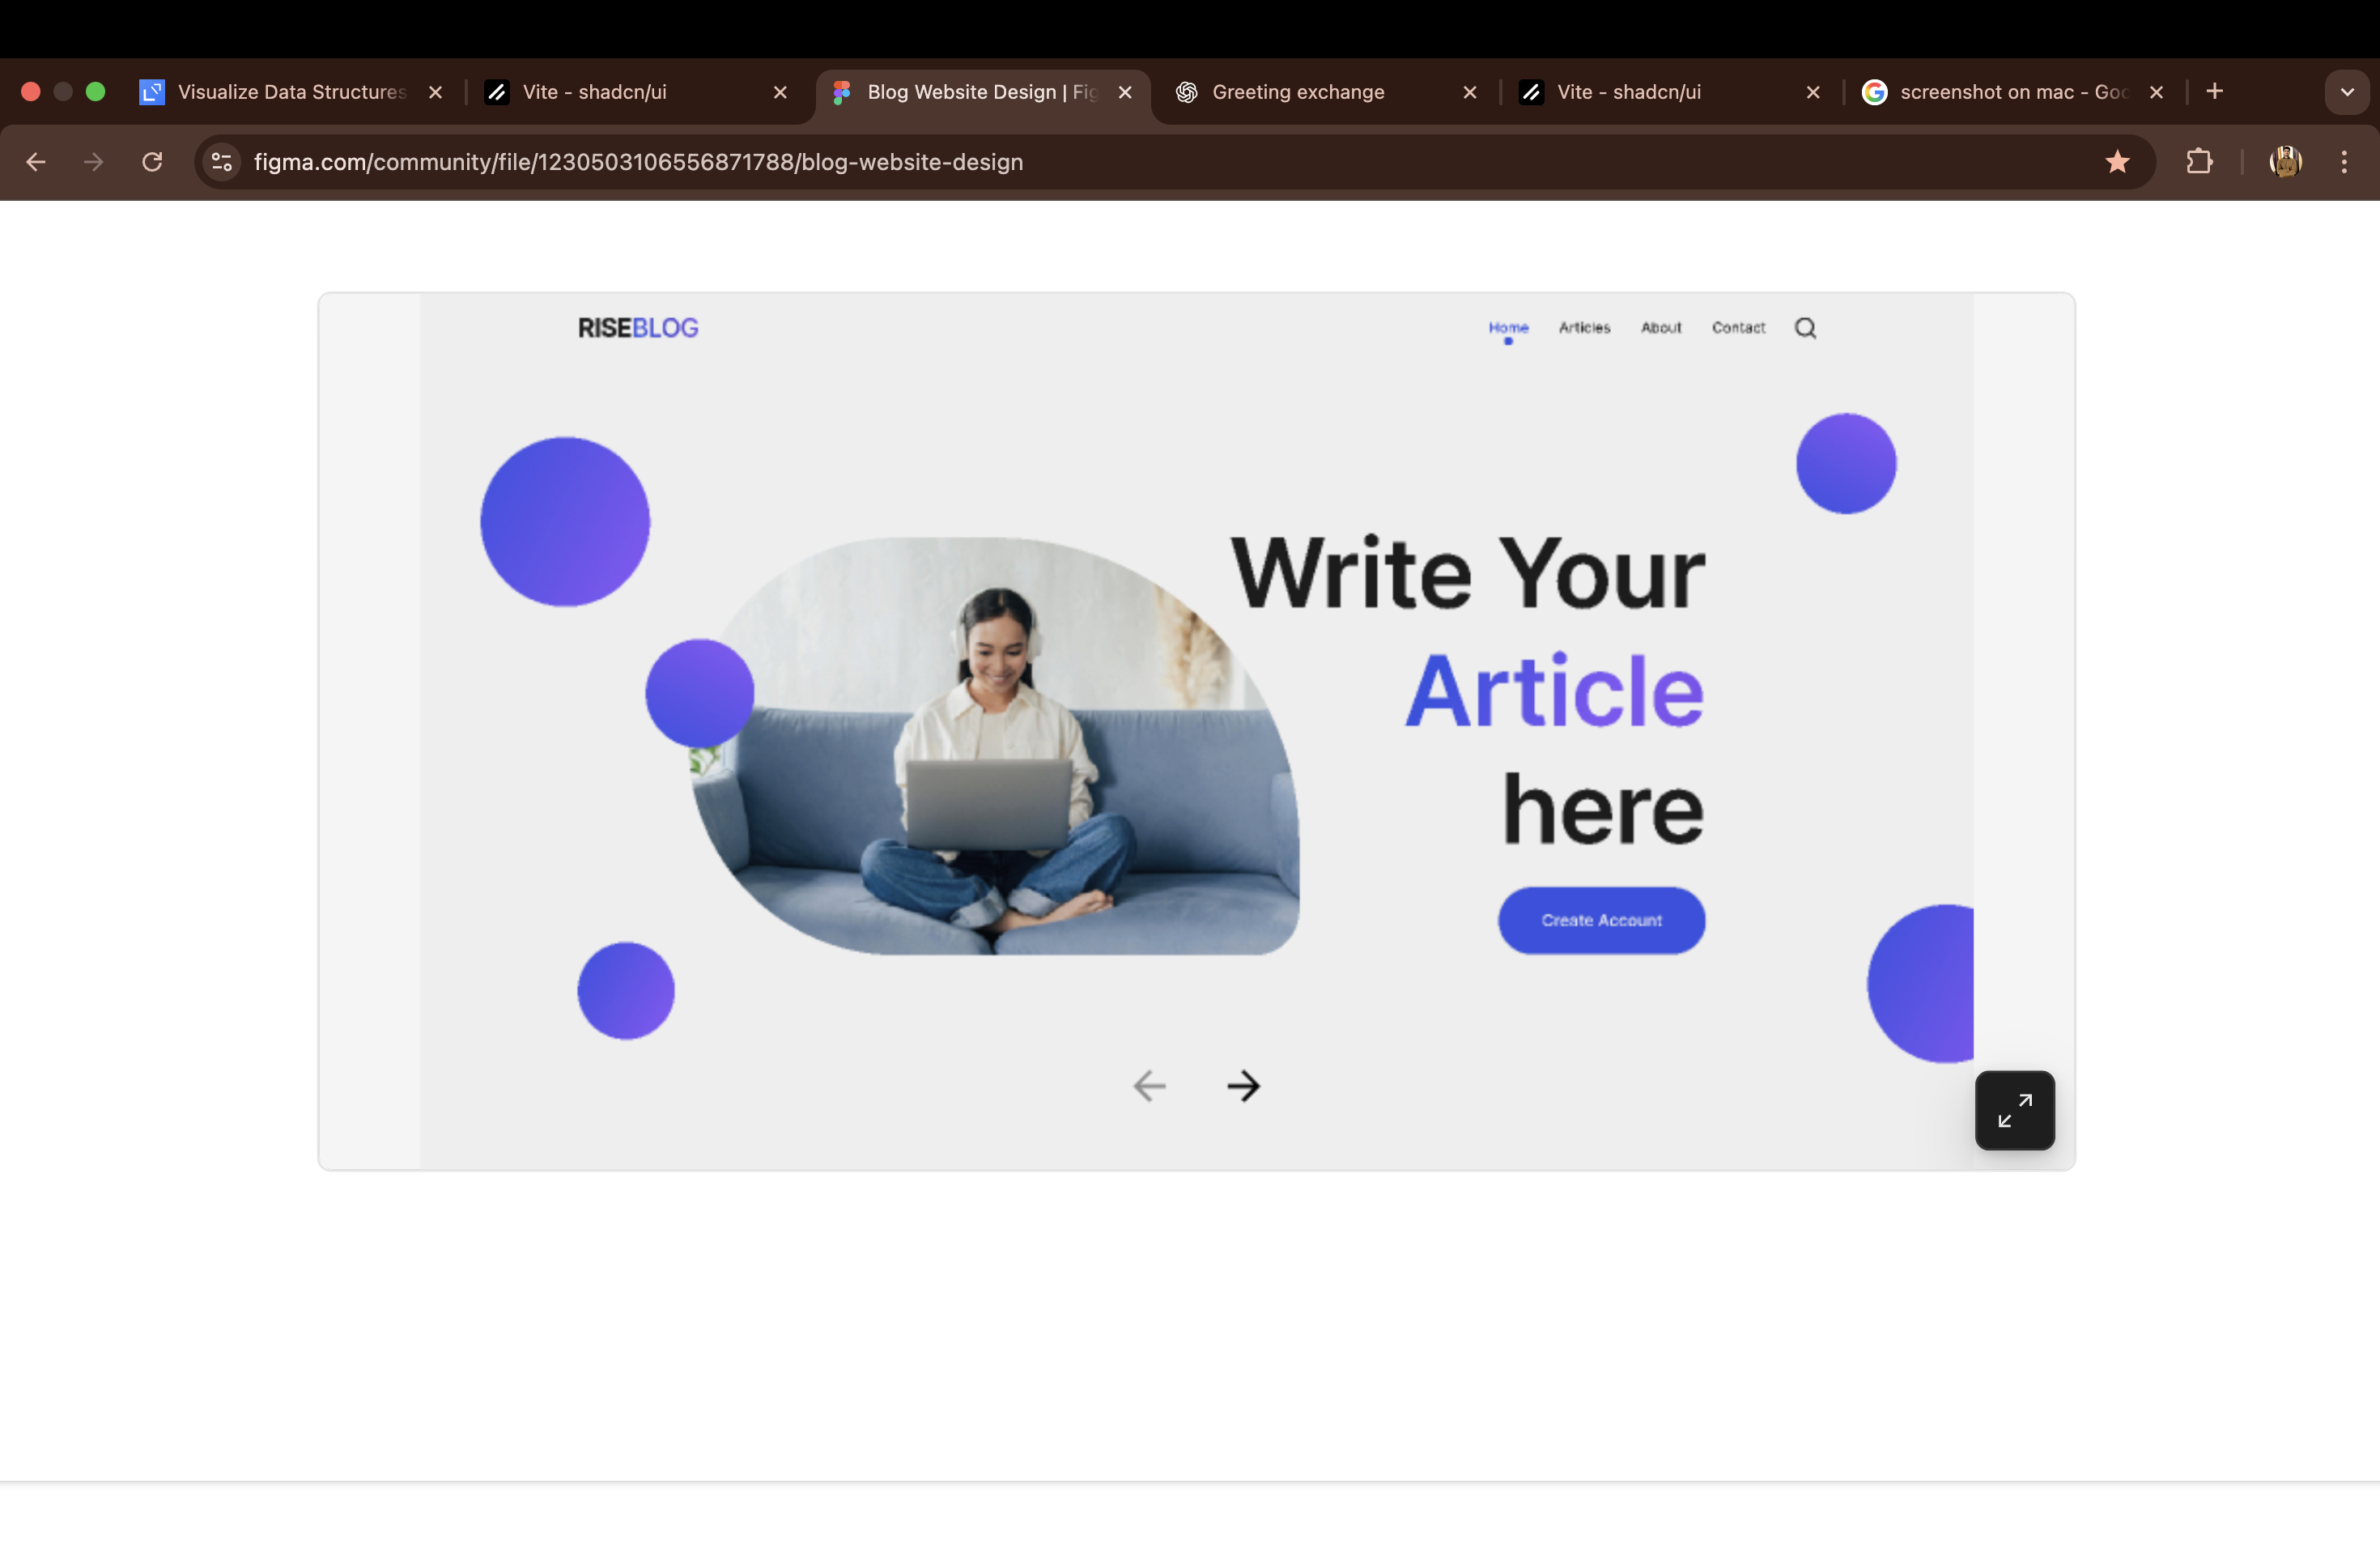 Visualize Data Structures
Vite - shadcn/ui
Blog Website Design | Fig
Greeting exchange
Vite - shadcn/ui
screenshot on mac - Goo
figma.com/community/file/1230503106556871788/blog-website-design
RISEBLOG
Home
Articles
About
Contact
Write Your
Article
here
Create Account